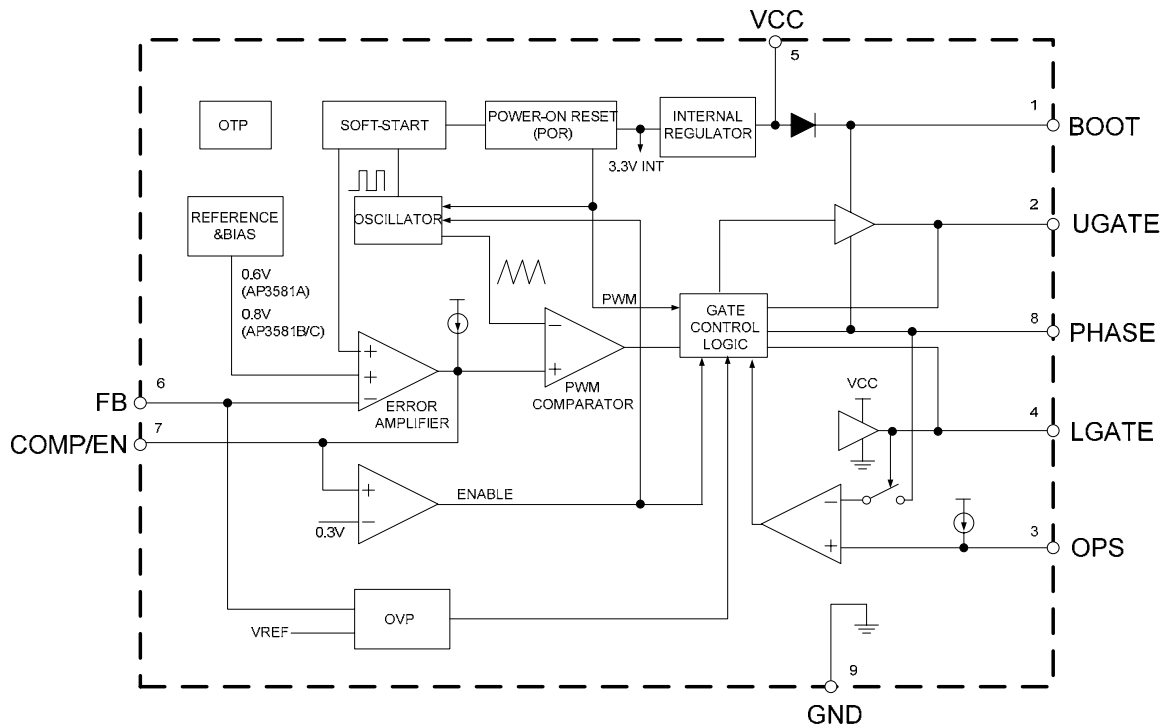 VCC
5
OTP
SOFT-START
POWER-ON RESET
(POR)
INTERNAL
REGULATOR
1
BOOT
3.3V INT
REFERENCE
&BIAS
OSCILLATOR
2
UGATE
0.6V
(AP3581A)
0.8V
(AP3581B/C)
PWM
GATE
CONTROL
LOGIC
8
PHASE
+
+
−
ERROR
AMPLIFIER
−
+
PWM
COMPARATOR
6
FB
7
COMP/EN
VCC
4
LGATE
+
−
0.3V
ENABLE
−
+
3
OPS
OVP
VREF
9
GND